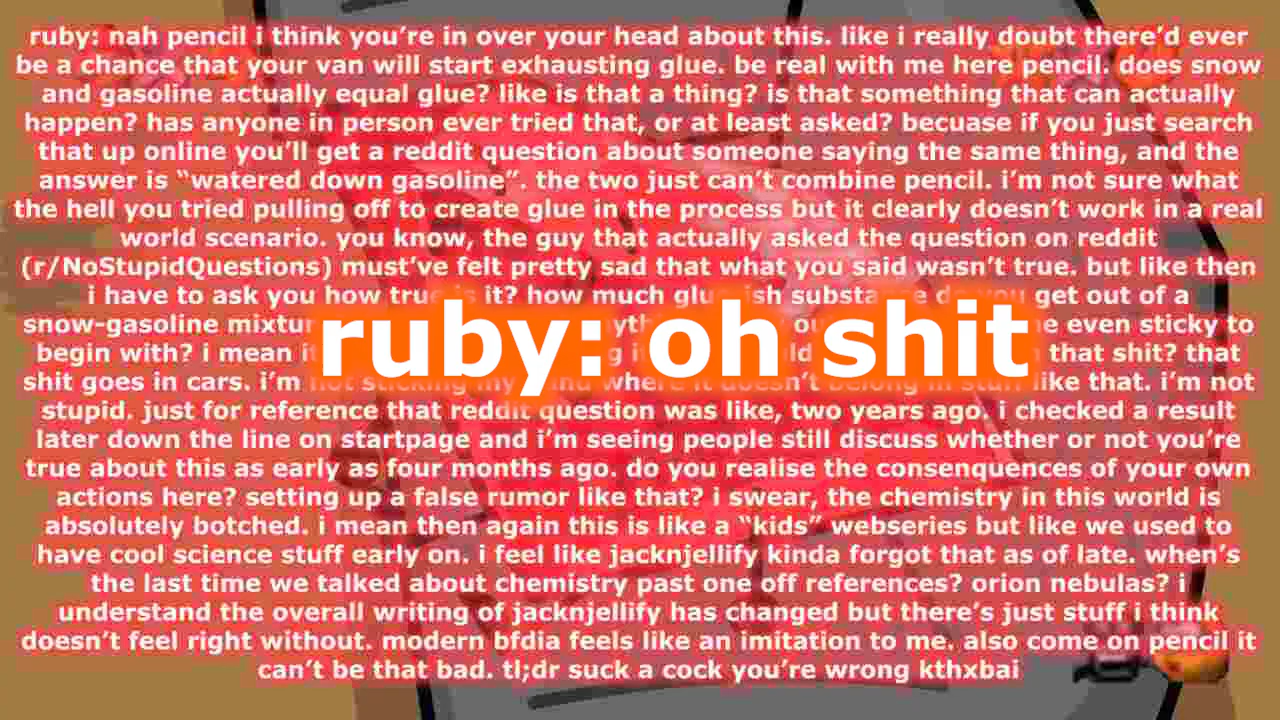 ruby: nah pencil i think you're in over your head about this. like i really doubt there'd ever
be a chance that your van will start exhausting glue. be real with me here pencil. does snow
and gasoline actually equal glue? like is that a thing? is that something that can actually
happen? has anyone in person ever tried that, or at least asked? becuase if you just search
that up online you'll get a reddit question about someone saying the same thing, and the
answer is “watered down gasoline”. the two just can't combine pencil. i'm not sure what
the hell you tried pulling off to create glue in the process but it clearly doesn't work in a real
world scenario. you know, the guy that actually asked the question on reddit
(r/NoStupidQuestions) must've felt pretty sad that what you said wasn't true. but like then
i have to ask you how true is it? how much do you get out of a
snow-gasoline even sticky to
begin with? i mean that shit? that
shit goes in cars. i'm not sticking my where it doesn't belong in stuff like that. i'm not
ruby: oh shit
stupid. just for reference that reddit question was like, two years ago. i checked a result
later down the line on startpage and i'm seeing people still discuss whether or not you're
true about this as early as four months ago. do you realise the consenquences of your own
actions here? setting up a false rumor like that? i swear, the chemistry in this world is
absolutely botched. i mean then again this is like a “kids” webseries but like we used to
have cool science stuff early on. i feel like jacknjellify kinda forgot that as of late. when's
the last time we talked about chemistry past one off references? orion nebulas? i
understand the overall writing of jacknjellify has changed but there's just stuff i think
doesn't feel right without. modern bfdia feels like an imitation to me. also come on pencil it
can't be that bad. tl;dr suck a cock you're wrong kthxbai